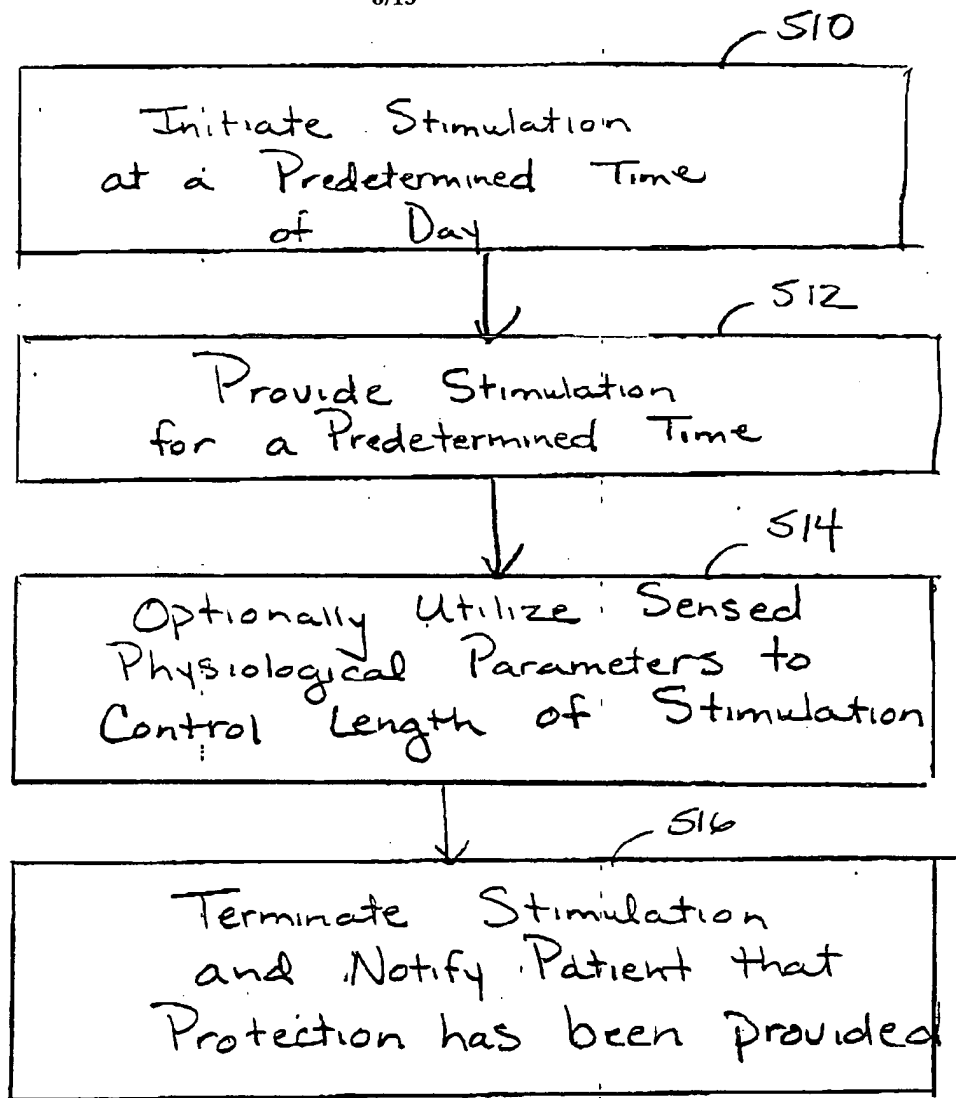 510
Initiate Stimulation
at a Predetermined Time
of Day
512
Provide Stimulation
for a Predetermined Time
514
Optionally Utilize Sensed
Physiological Parameters to
Control Length of Stimulation
516
Terminate Stimulation
and Notify Patient that
Protection has been provided